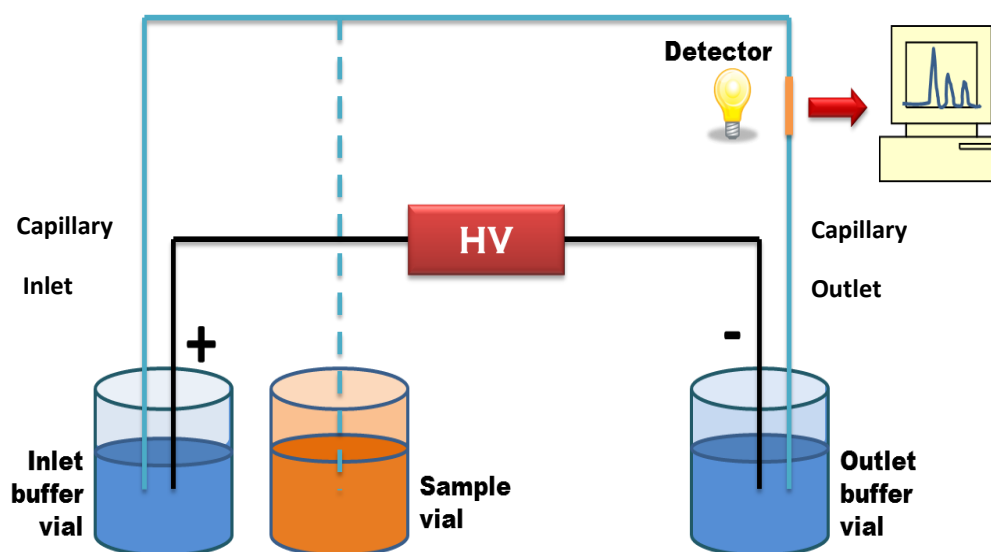 Detector
HV
Capillary
Inlet
Capillary
Outlet
+
-
Inlet
buffer
vial
Sample
vial
Outlet
buffer
vial